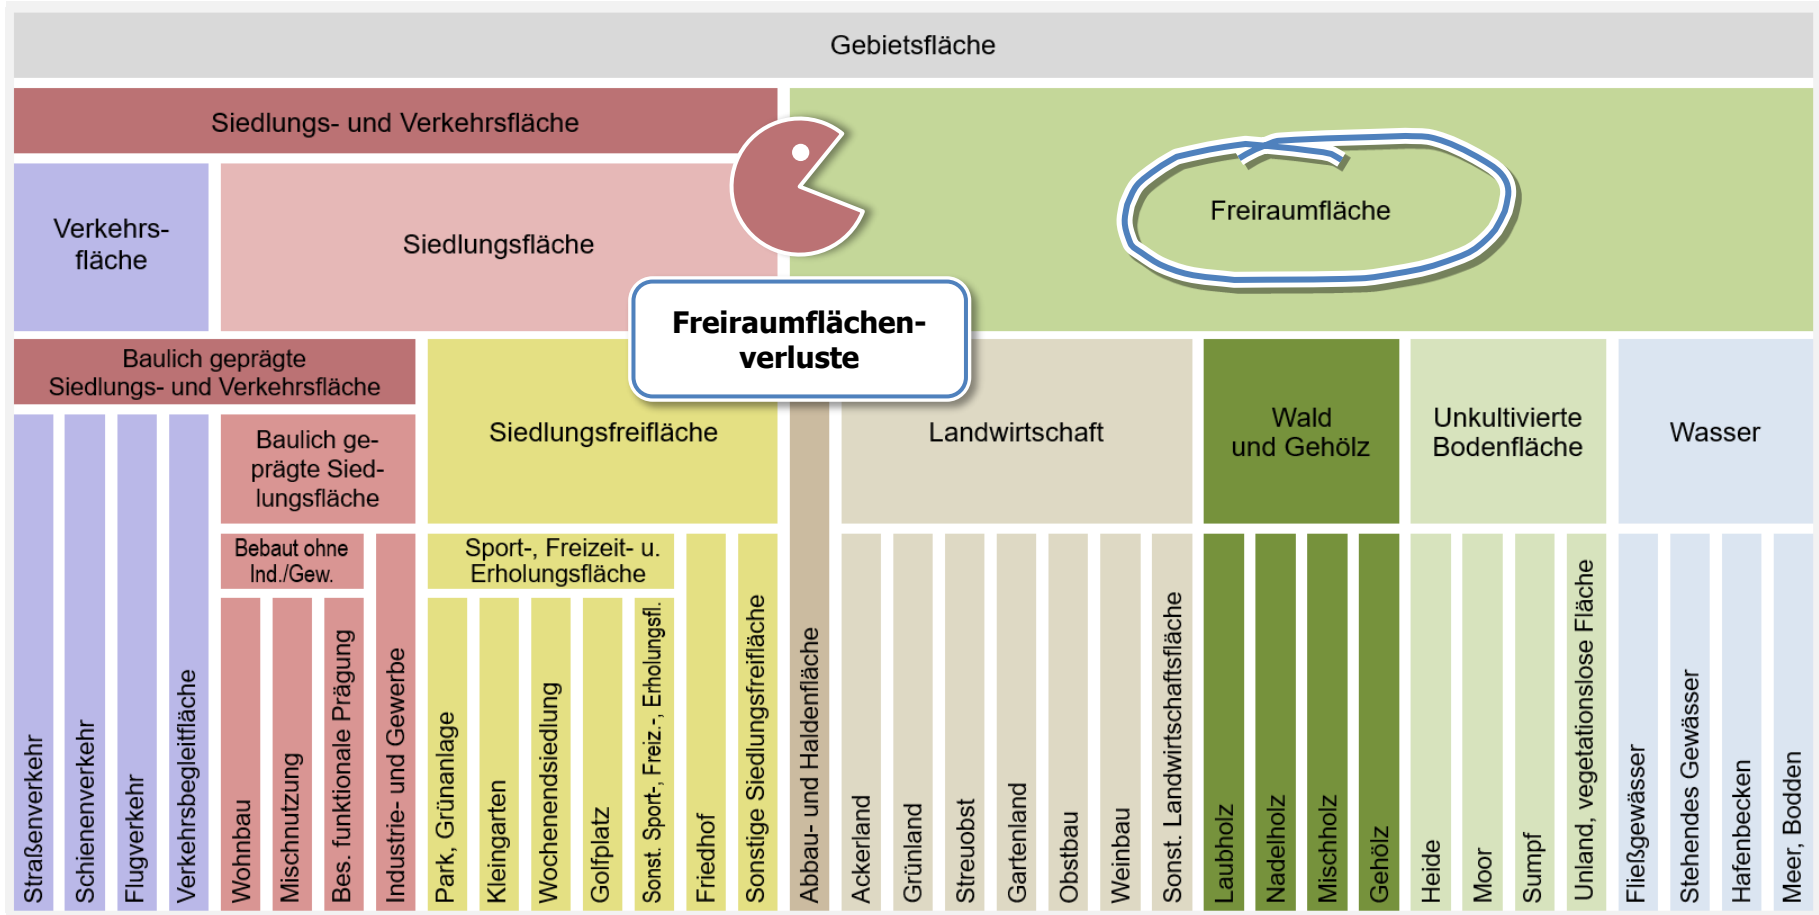 Gebietsfläche
Siedlungs- und Verkehrsfläche
Verkehrs-
fläche
Siedlungsfläche
Freiraumfläche
Freiraumflächen-
verluste
Baulich geprägte
Siedlungs- und Verkehrsfläche
Siedlungsfreifläche
Landwirtschaft
Wald
und Gehölz
Unkultivierte
Bodenfläche
Wasser
Baulich ge-
prägte Sied-
lungsfläche
Bebaut ohne
Ind./Gew.
Sport-, Freizeit- u.
Erholungsfläche
Straßenverkehr
Schienenverkehr
Flugverkehr
Verkehrsbegleitfläche
Wohnbau
Mischnutzung
Bes. funktionale Prägung
Industrie- und Gewerbe
Park, Grünanlage
Kleingarten
Wochenendsiedlung
Golfplatz
Sonst. Sport-, Freiz.-, Erholungsfl.
Friedhof
Sonstige Siedlungsfreifläche
Abbau- und Haldenfläche
Ackerland
Grünland
Streuobst
Gartenland
Obstbau
Weinbau
Sonst. Landwirtschaftsfläche
Laubholz
Nadelholz
Mischholz
Gehölz
Heide
Moor
Sumpf
Unland, vegetationslose Fläche
Fließgewässer
Stehendes Gewässer
Hafenbecken
Meer, Bodden